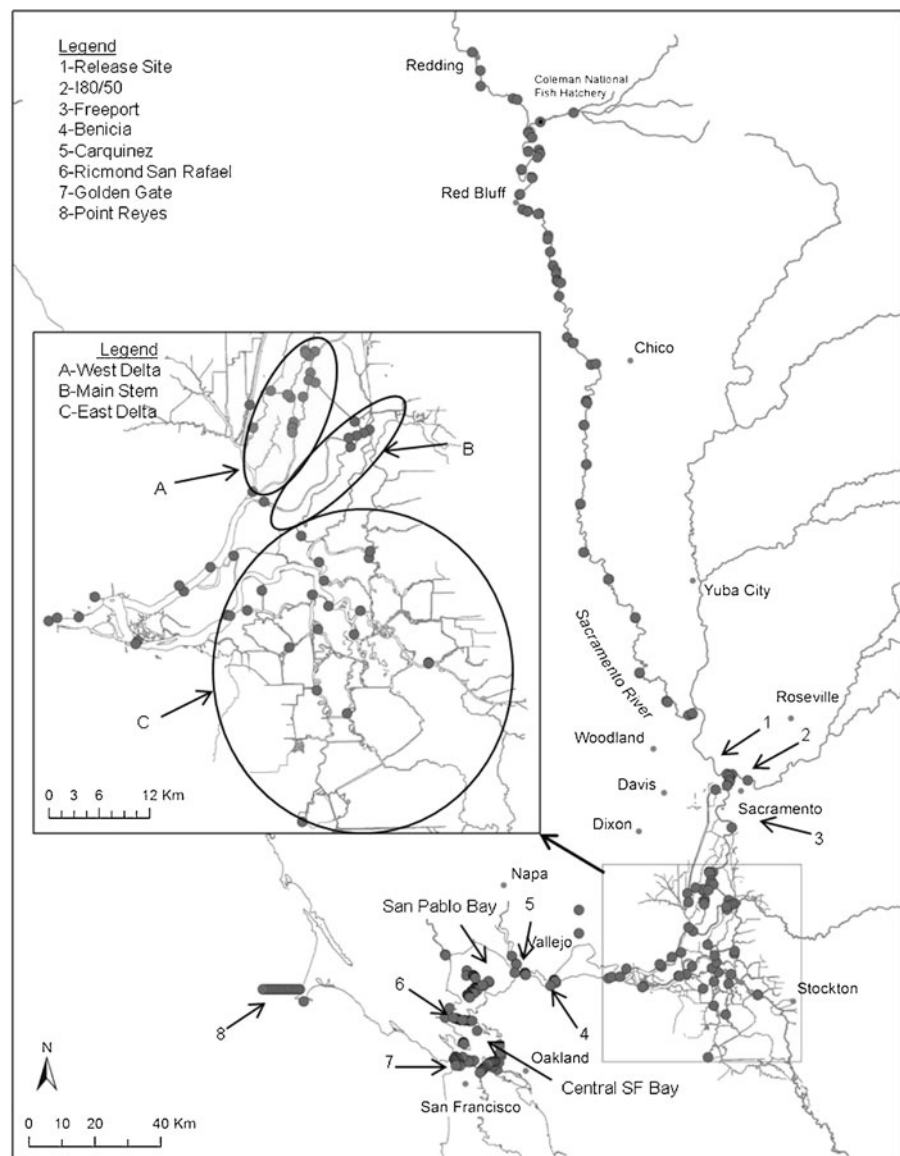 Legend
1-Release Site
2-I80/50
3-Freeport
4-Benicia
5-Carquinez
6-Ricmond San Rafael
7-Golden Gate
8-Point Reyes
Redding
Coleman National
Fish Hatchery
Red Bluff
Chico
Legend
A-West Delta
B-Main Stem
C-East Delta
A
B
C
0 3 6 12 Km
Yuba City
Sacramento River
Roseville
Woodland
1
2
Davis
Sacramento
Dixon
3
Napa
San Pablo Bay
5
Vallejo
6
Stockton
8
4
7
Oakland
Central SF Bay
San Francisco
N
0 10 20 40 Km